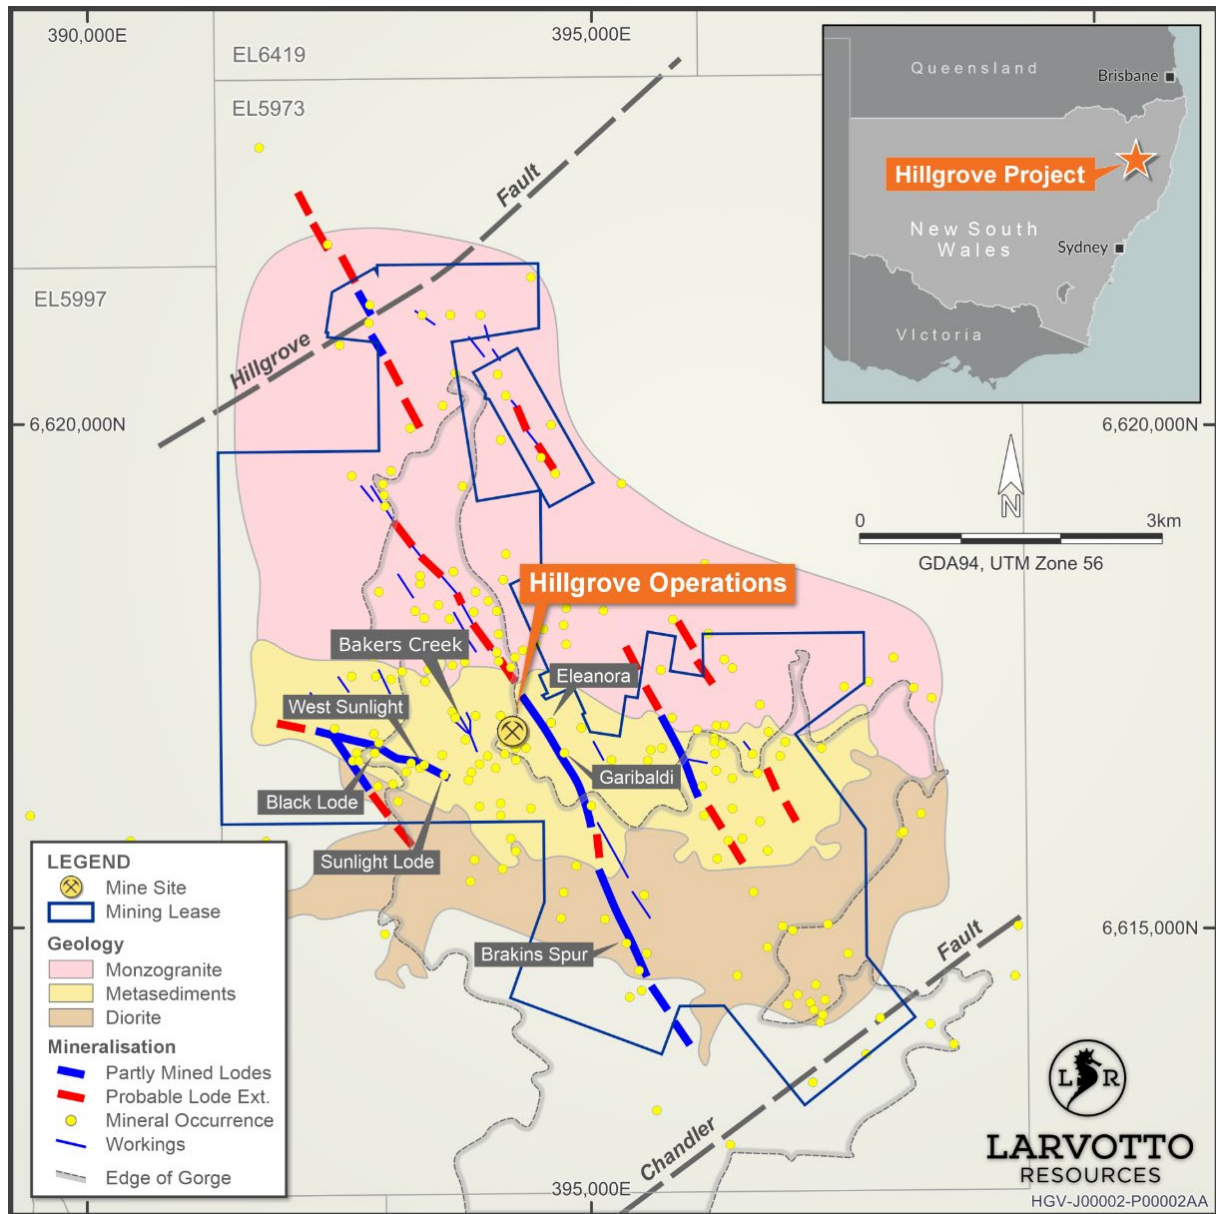 390,000E
395,000E
EL6419
EL5973
Queensland
Brisbane
Hillgrove Project
New South
Wales
Sydney
VIctoria
Fault
EL5997
Hillgrove
6,620,000N
6,620,000N
N
0
3km
GDA94, UTM Zone 56
Hillgrove Operations
Bakers Creek
Eleanora
West Sunlight
Garibaldi
Black Lode
Sunlight Lode
LEGEND
Mine Site
Mining Lease
Geology
Monzogranite
Metasediments
Diorite
Mineralisation
Partly Mined Lodes
Probable Lode Ext.
Mineral Occurrence
Workings
Edge of Gorge
6,615,000N
Brakins Spur
Fault
Chandler
395,000E
L R
LARVOTTO
RESOURCES
HGV-J00002-P00002AA